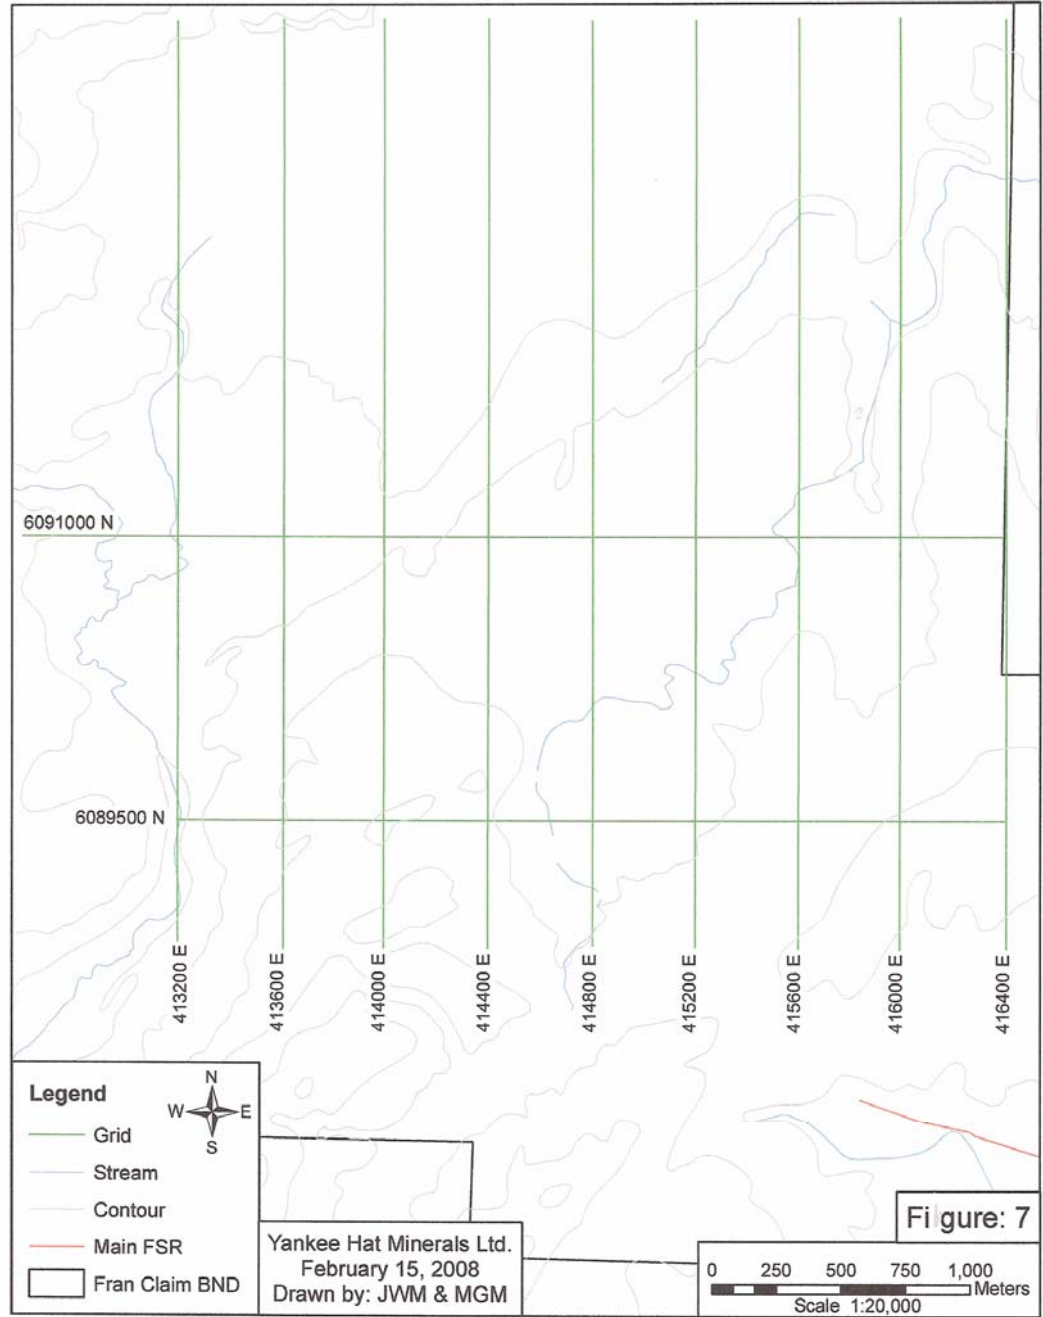 6091000 N
6089500 N
413200 E
413600 E
414000 E
414400 E
414800 E
415200 E
415600 E
416000 E
416400 E
Legend
N
W E
S
Grid
Stream
Contour
Main FSR
Fran Claim BND
Yankee Hat Minerals Ltd.
February 15, 2008
Drawn by: JWM & MGM
Fi gure: 7
0 250 500 750 1,000
Meters
Scale 1:20,000